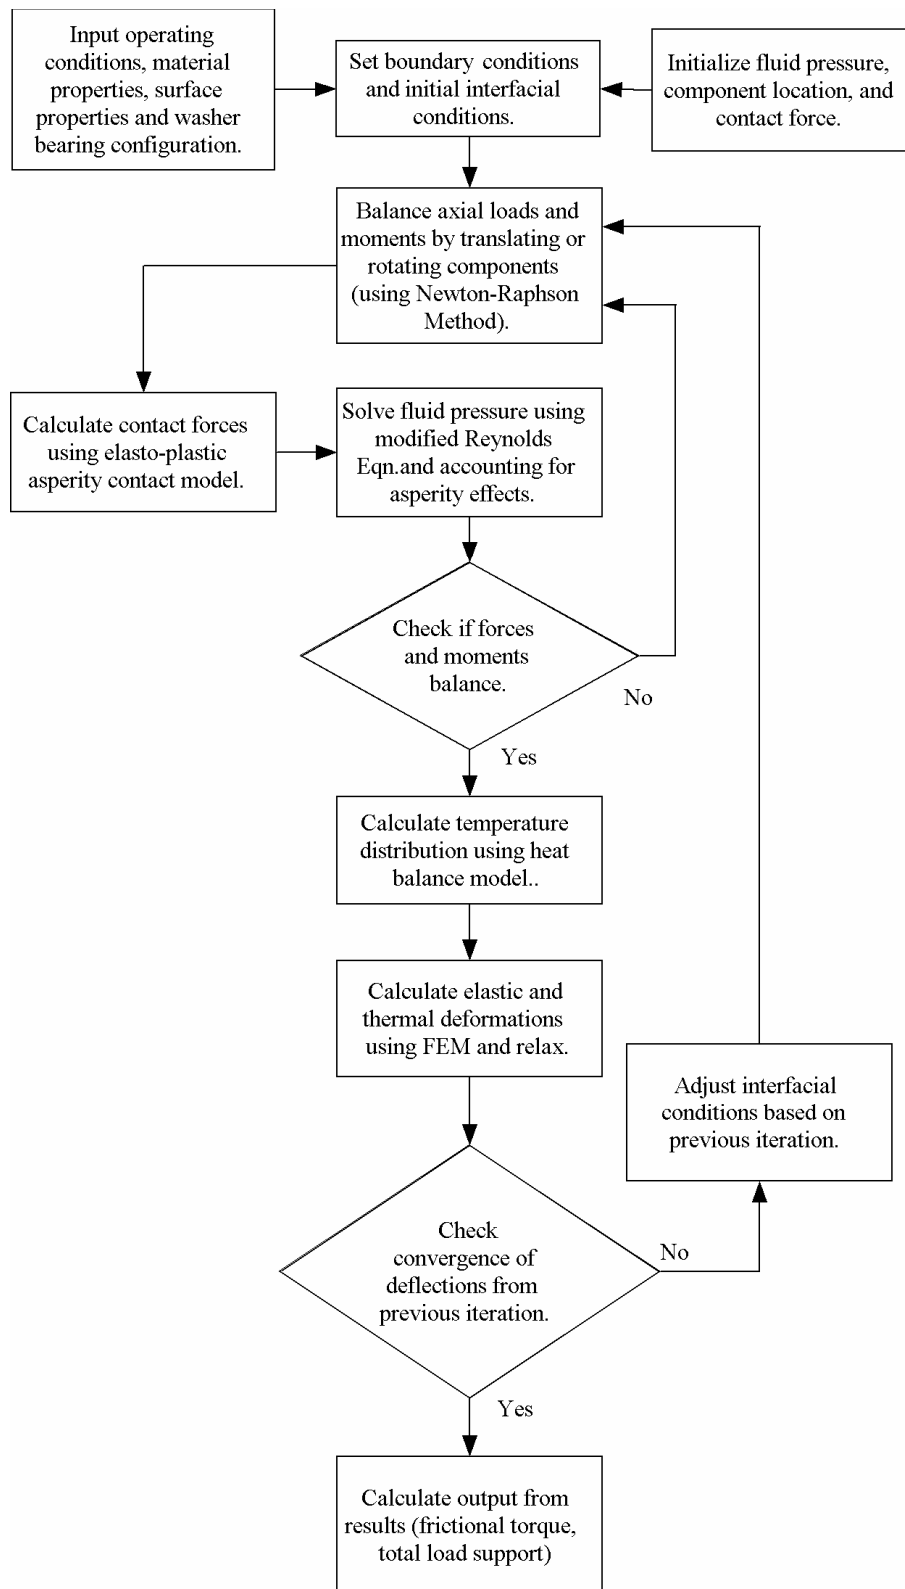 Input operating
conditions, material
properties, surface
properties and washer
bearing configuration.
Set boundary conditions
and initial interfacial
conditions.
Initialize fluid pressure,
component location, and
contact force.
Balance axial loads and
moments by translating or
rotating components
(using Newton-Raphson
Method).
Calculate contact forces
using elasto-plastic
asperity contact model.
Solve fluid pressure using
modified Reynolds
Eqn.and accounting for
asperity effects.
Check if forces
and moments
balance.
No
Yes
Calculate temperature
distribution using heat
balance model..
Calculate elastic and
thermal deformations
using FEM and relax.
Adjust interfacial
conditions based on
previous iteration.
Check
convergence of
deflections from
previous iteration.
No
Yes
Calculate output from
results (frictional torque,
total load support)